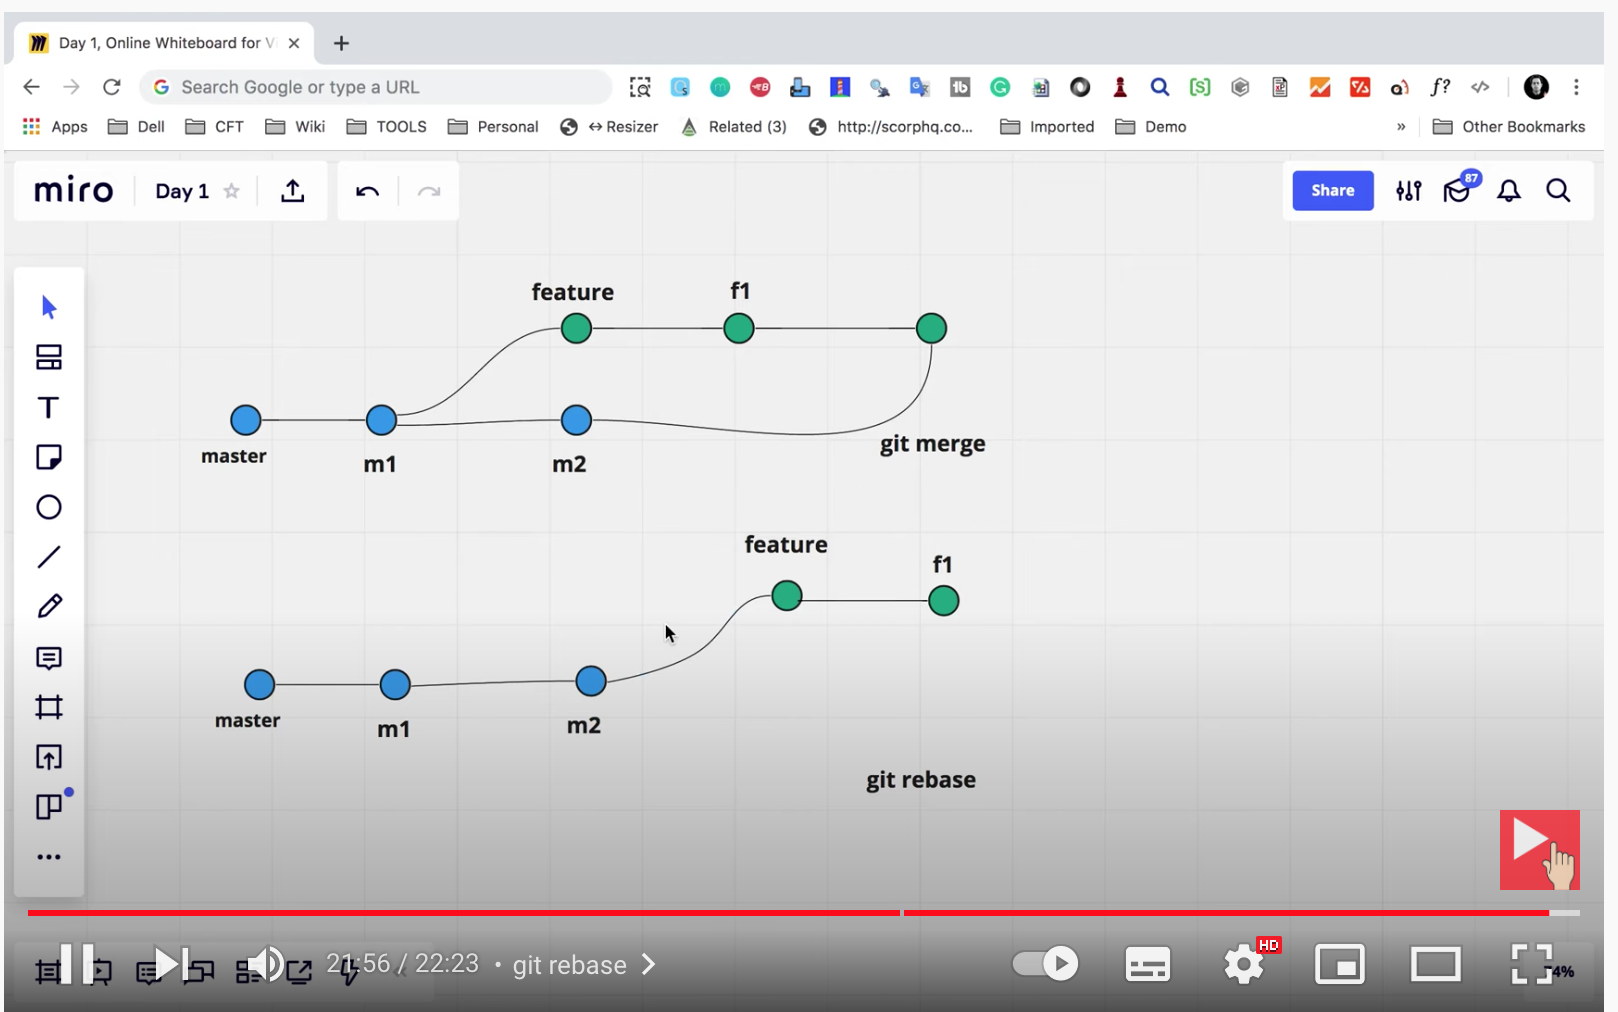 Day 1, Online Whiteboard for Vi
Search Google or type a URL
Apps Dell CFT Wiki TOOLS Personal ↔Resizer Related (3) http://scorphq.co... Imported Demo » Other Bookmarks
miro Day 1 Share 87
feature f1
master m1 m2 git merge
feature f1
master m1 m2
git rebase
21:56 / 22:23 • git rebase
HD